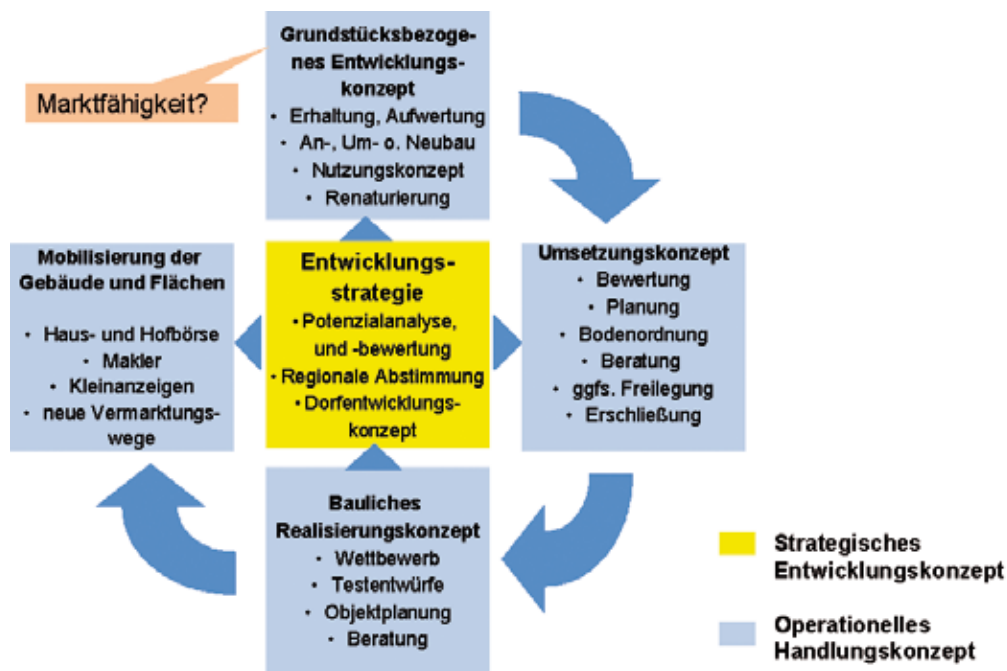 Grundstücksbezoge-
nes Entwicklungs-
konzept
• Erhaltung, Aufwertung
• An-, Um- o. Neubau
• Nutzungskonzept
• Renaturierung
Marktfähigkeit?
Mobilisierung der
Gebäude und Flächen
• Haus- und Hofbörse
• Makler
• Kleinanzeigen
• neue Vermarktungs-
wege
Entwicklungs-
strategie
• Potenzialanalyse,
und -bewertung
• Regionale Abstimmung
• Dorfentwicklungs-
konzept
Umsetzungskonzept
• Bewertung
• Planung
• Bodenordnung
• Beratung
• ggfs. Freilegung
• Erschließung
Bauliches
Realisierungskonzept
• Wettbewerb
• Testentwürfe
• Objektplanung
• Beratung
Strategisches
Entwicklungskonzept
Operationelles
Handlungskonzept